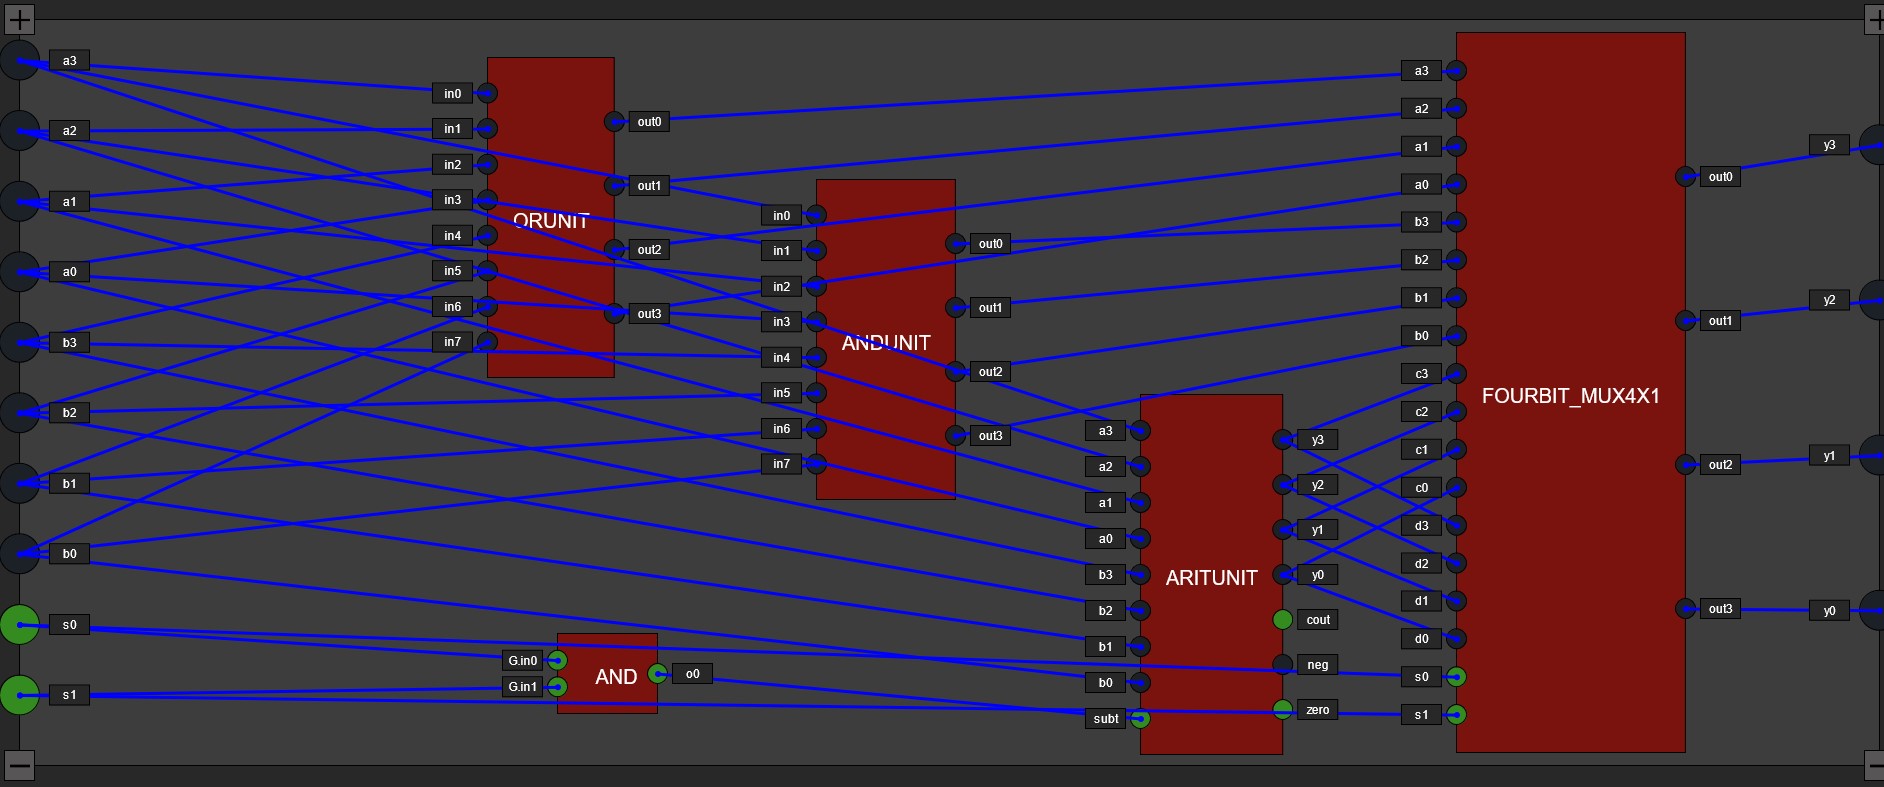 a3
a2
a1
a0
b3
b2
b1
b0
s0
s1
in0
in1
in2
in3
in4
in5
in6
in7
ORUNIT
out0
out1
out2
out3
G.in0
G.in1
AND
o0
in0
in1
in2
in3
in4
in5
in6
in7
ANDUNIT
out0
out1
out2
out3
a3
a2
a1
a0
b3
b2
b1
b0
subt
ARITUNIT
y3
y2
y1
y0
cout
neg
zero
a3
a2
a1
a0
b3
b2
b1
b0
c3
c2
c1
c0
d3
d2
d1
d0
s0
s1
FOURBIT_MUX4X1
out0
out1
out2
out3
y3
y2
y1
y0